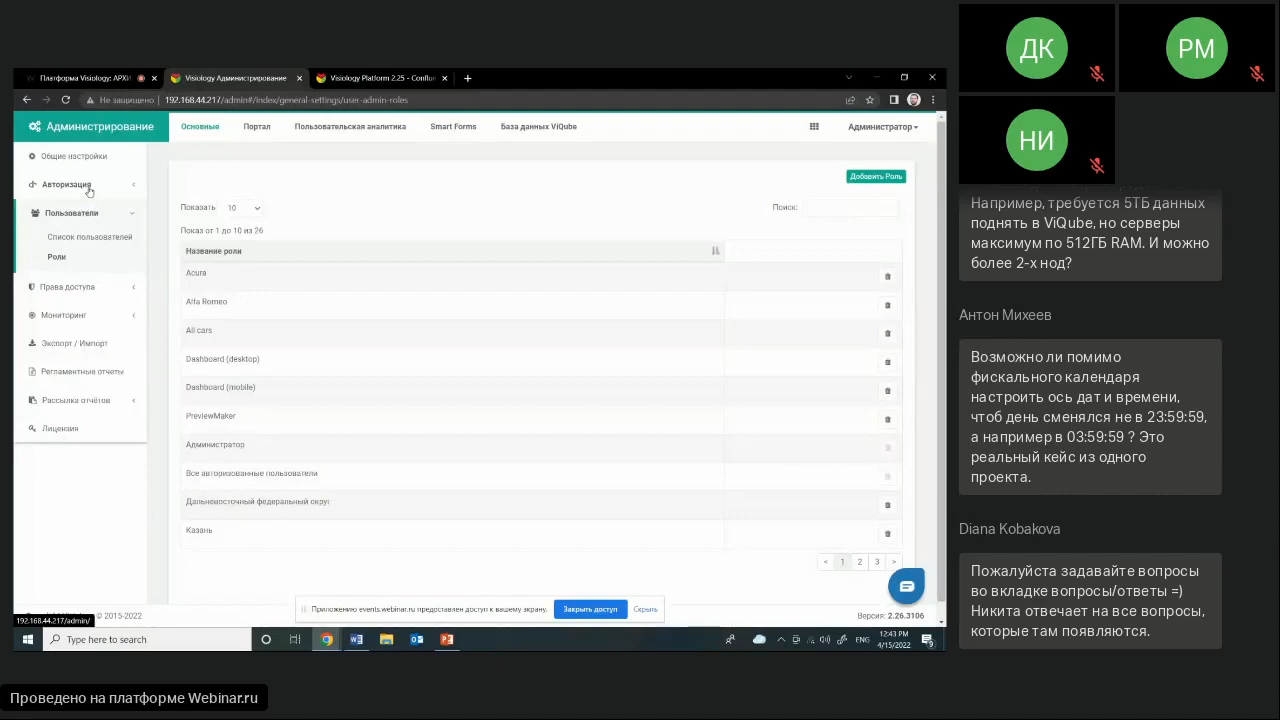 Платформа Visiology: АРХИ
Visiology Администрирование
Visiology Platform 2.25 - Conflu
Не защищено
192.168.44.217/admin#/index/general-settings/user-admin-roles
Администрирование
Основные
Портал
Пользовательская аналитика
Smart Forms
База данных ViQube
Администратор
Общие настройки
Авторизация
Пользователи
Список пользователей
Роли
Права доступа
Мониторинг
Экспорт / Импорт
Регламентные отчеты
Рассылка отчётов
Лицензия
Добавить Роль
Показать 10
Поиск:
Показ от 1 до 10 из 26
Название роли
Acura
Alfa Romeo
All cars
Dashboard (desktop)
Dashboard (mobile)
PreviewMaker
Администратор
Все авторизованные пользователи
Дальневосточный федеральный округ
Казань
< 1 2 3 >
© 2015-2022
Приложению events.webinar.ru предоставлен доступ к вашему экрану.
Закрыть доступ
Скрыть
Версия: 2.26.3106
192.168.44.217/admin/
Type here to search
ENG
12:43 PM
4/15/2022
ДК
РМ
НИ
Например, требуется 5ТБ данных
поднять в ViQube, но серверы
максимум по 512ГБ RAM. И можно
более 2-х нод?
Антон Михеев
Возможно ли помимо
фискального календаря
настроить ось дат и времени,
чтоб день сменялся не в 23:59:59,
а например в 03:59:59 ? Это
реальный кейс из одного
проекта.
Diana Kobakova
Пожалуйста задавайте вопросы
во вкладке вопросы/ответы =)
Никита отвечает на все вопросы,
которые там появляются.
Проведено на платформе Webinar.ru